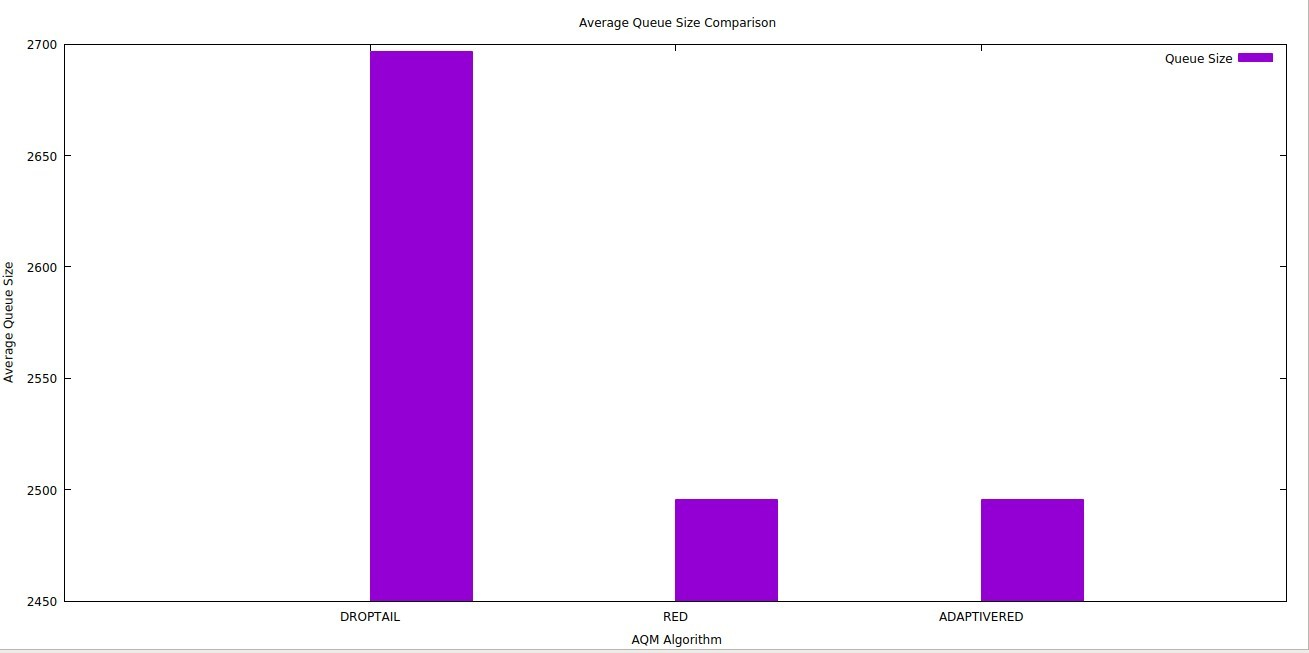 Average Queue Size Comparison
Queue Size
2700
2650
2600
2550
2500
2450
Average Queue Size
DROPTAIL RED ADAPTIVERED
AQM Algorithm